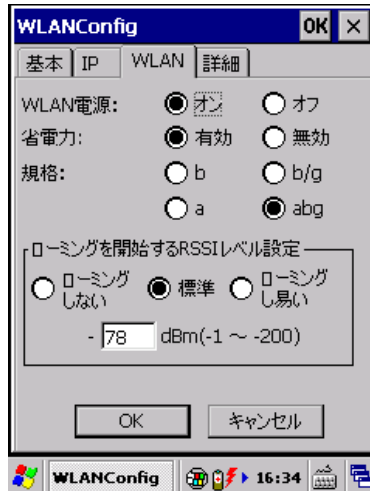 WLANConfig OK ×
基本 IP WLAN 詳細
WLAN電源: オン オフ
省電力: 有効 無効
規格: b b/g
a abg
ローミングを開始するRSSIレベル設定
ローミングしない 標準 ローミングし易い
- 78 dBm(-1 ~ -200)
OK キャンセル
WLANConfig 16:34